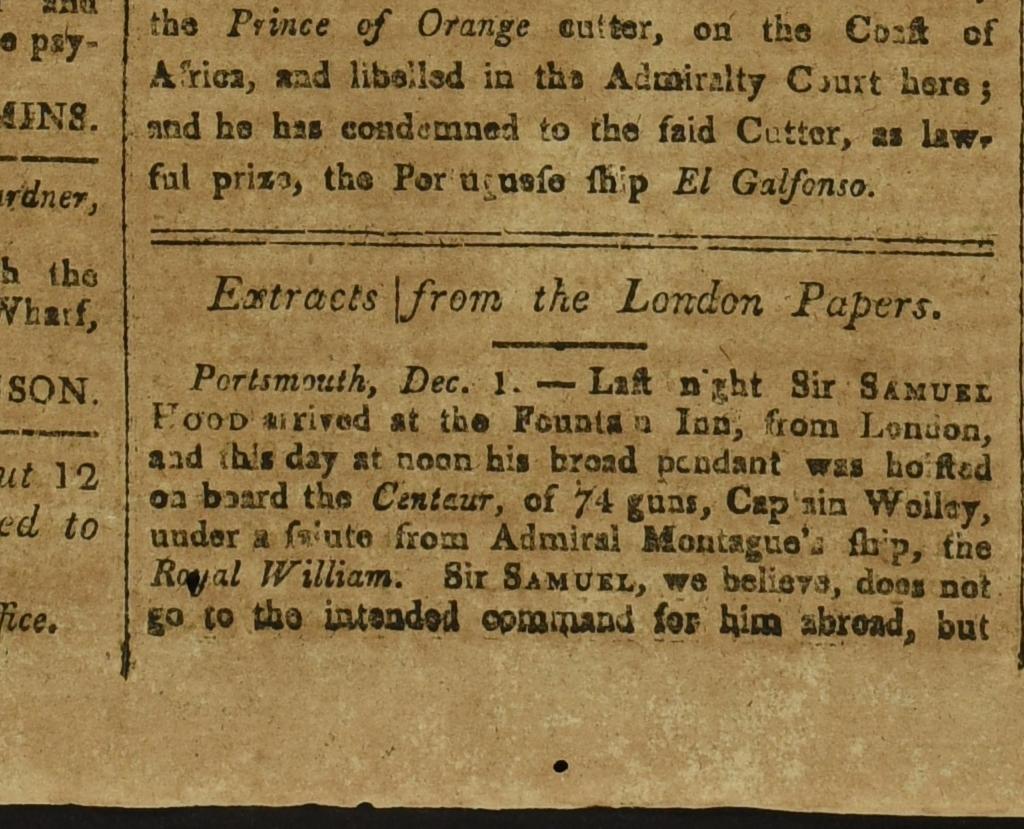 and
e pay-
MINS.
ardner,
h the
Wharf,
SON.
ut 12
ed to
fice.
the Prince of Orange cutter, on the Coaſt of
Africa, and libelled in the Admiralty Court here;
and he has condemned to the ſaid Cutter, as law-
ful prize, the Portugueſe ſhip El Galfonso.
Extracts from the London Papers.
Portsmouth, Dec. 1. — Laſt night Sir SAMUEL
HOOD arrived at the Fountain Inn, from London,
and this day at noon his broad pendant was hoiſted
on board the Centaur, of 74 guns, Captain Wolley,
under a ſalute from Admiral Montague's ſhip, the
Royal William. Sir SAMUEL, we believe, does not
go to the intended command for him abroad, but